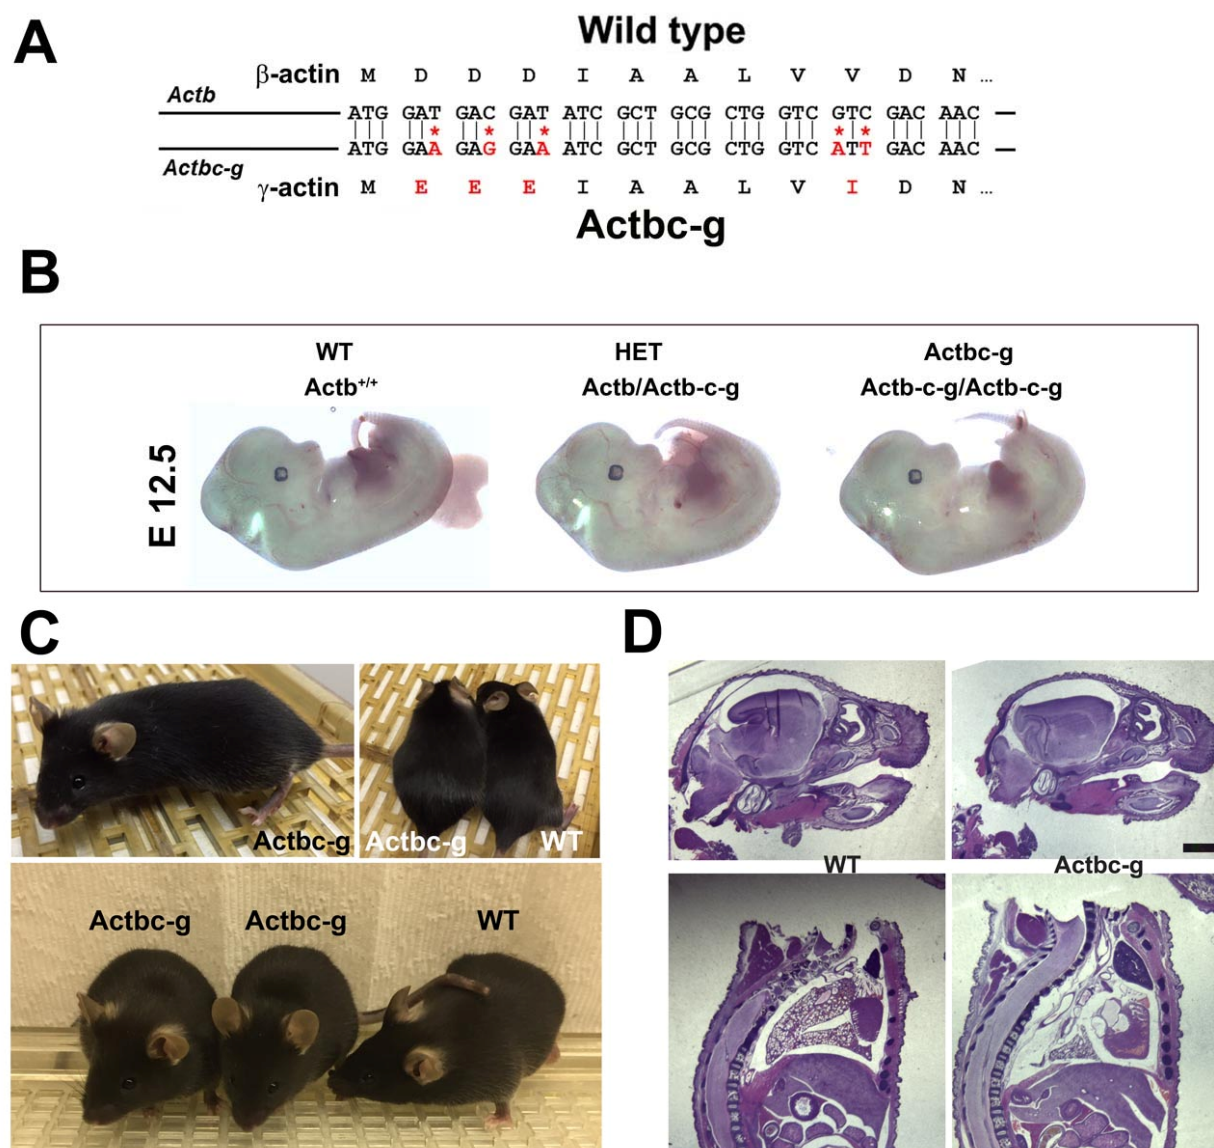 A
Wild type
β-actin M D D D I A A L V V D N ...
Actb
ATG GAT GAC GAT ATC GCT GCG CTG GTC GTC GAC AAC
* * * * *
ATG GAA GAG GAA ATC GCT GCG CTG GTC ATT GAC AAC
Actbc-g
γ-actin M E E E I A A L V I D N ...
Actbc-g
B
WT HET Actbc-g
Actb+/+ Actb/Actb-c-g Actb-c-g/Actb-c-g
E 12.5
C
Actbc-g
Actbc-g WT
Actbc-g Actbc-g WT
D
WT Actbc-g